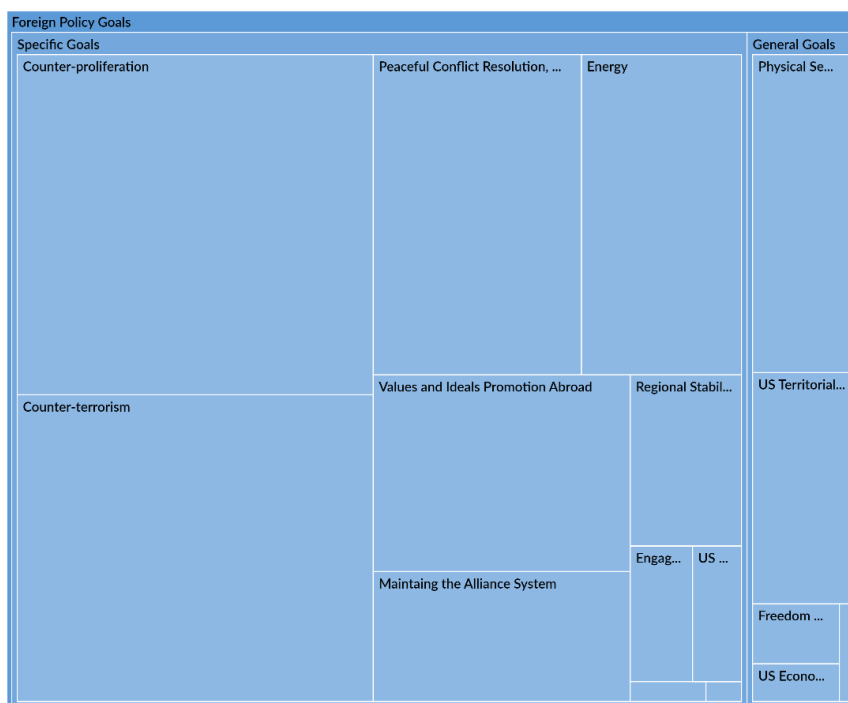 Foreign Policy Goals
Specific Goals
General Goals
Counter-proliferation
Peaceful Conflict Resolution, ...
Energy
Physical Se...
Values and Ideals Promotion Abroad
Regional Stabil...
US Territorial...
Counter-terrorism
Engag...
US ...
Maintaing the Alliance System
Freedom ...
US Econo...